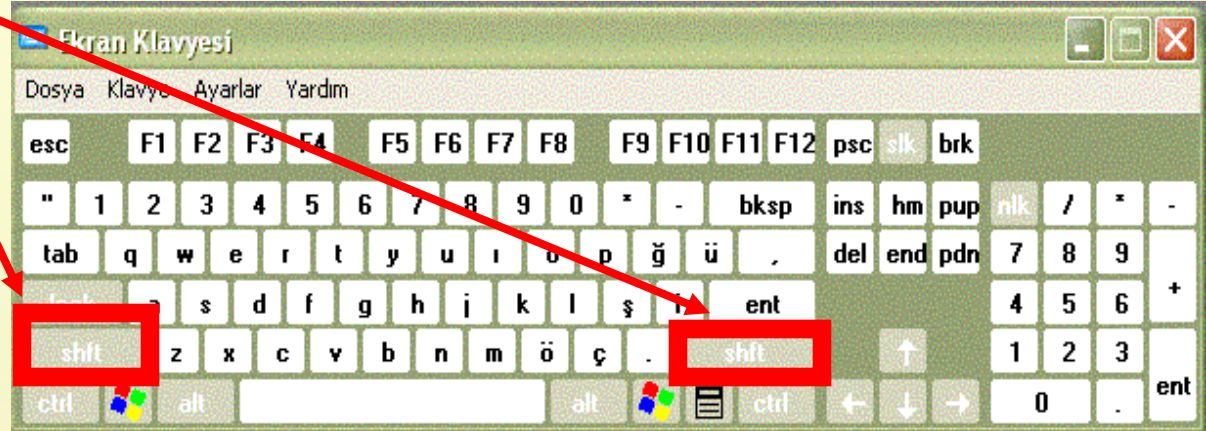 Ekran Klavyesi
Dosya Klavye Ayarlar Yardım
esc F1 F2 F3 F4 F5 F6 F7 F8 F9 F10 F11 F12 psc slk brk
" 1 2 3 4 5 6 7 8 9 0 * - bksp ins hm pup nlk / * -
tab q w e r t y u ı o p ğ ü , del end pdn 7 8 9 +
lock a s d f g h j k l ş i ent 4 5 6
shft z x c v b n m ö ç . shft ↑ 1 2 3 ent
ctrl alt alt ctrl ← ↓ → 0 .